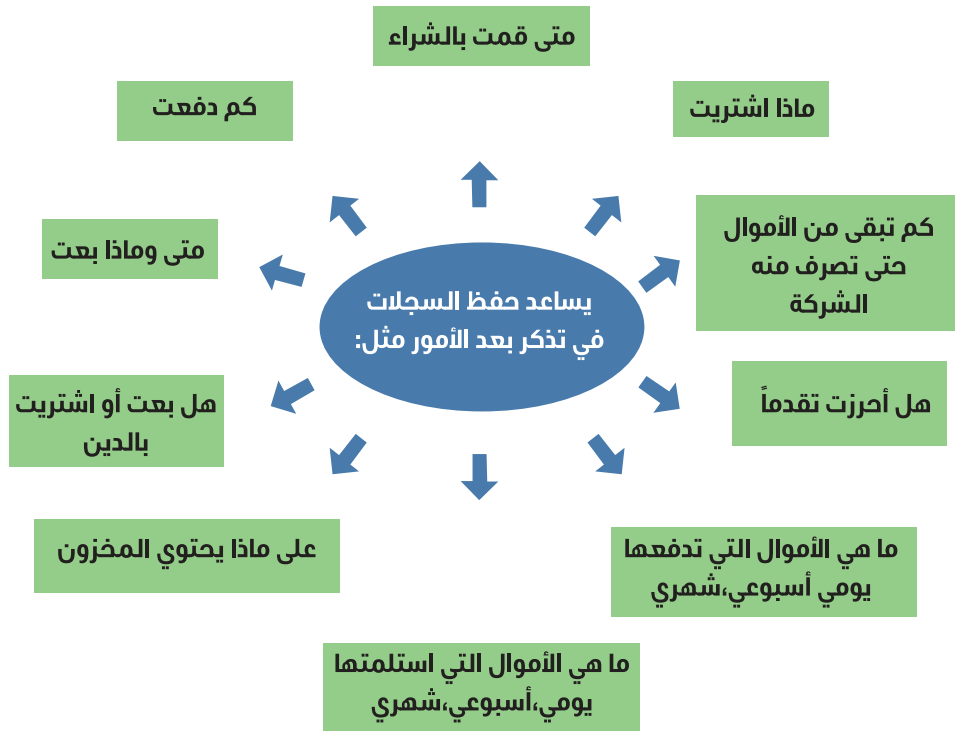 متى قمت بالشراء
ماذا اشتريت
كم دفعت
كم تبقى من الأموال
حتى تصرف منه
الشركة
متى وماذا بعت
يساعد حفظ السجلات
في تذكر بعد الأمور مثل:
هل أحرزت تقدماً
هل بعت أو اشتريت
بالدين
ما هي الأموال التي تدفعها
يومي أسبوعي،شهري
على ماذا يحتوي المخزون
ما هي الأموال التي استلمتها
يومي،أسبوعي،شهري